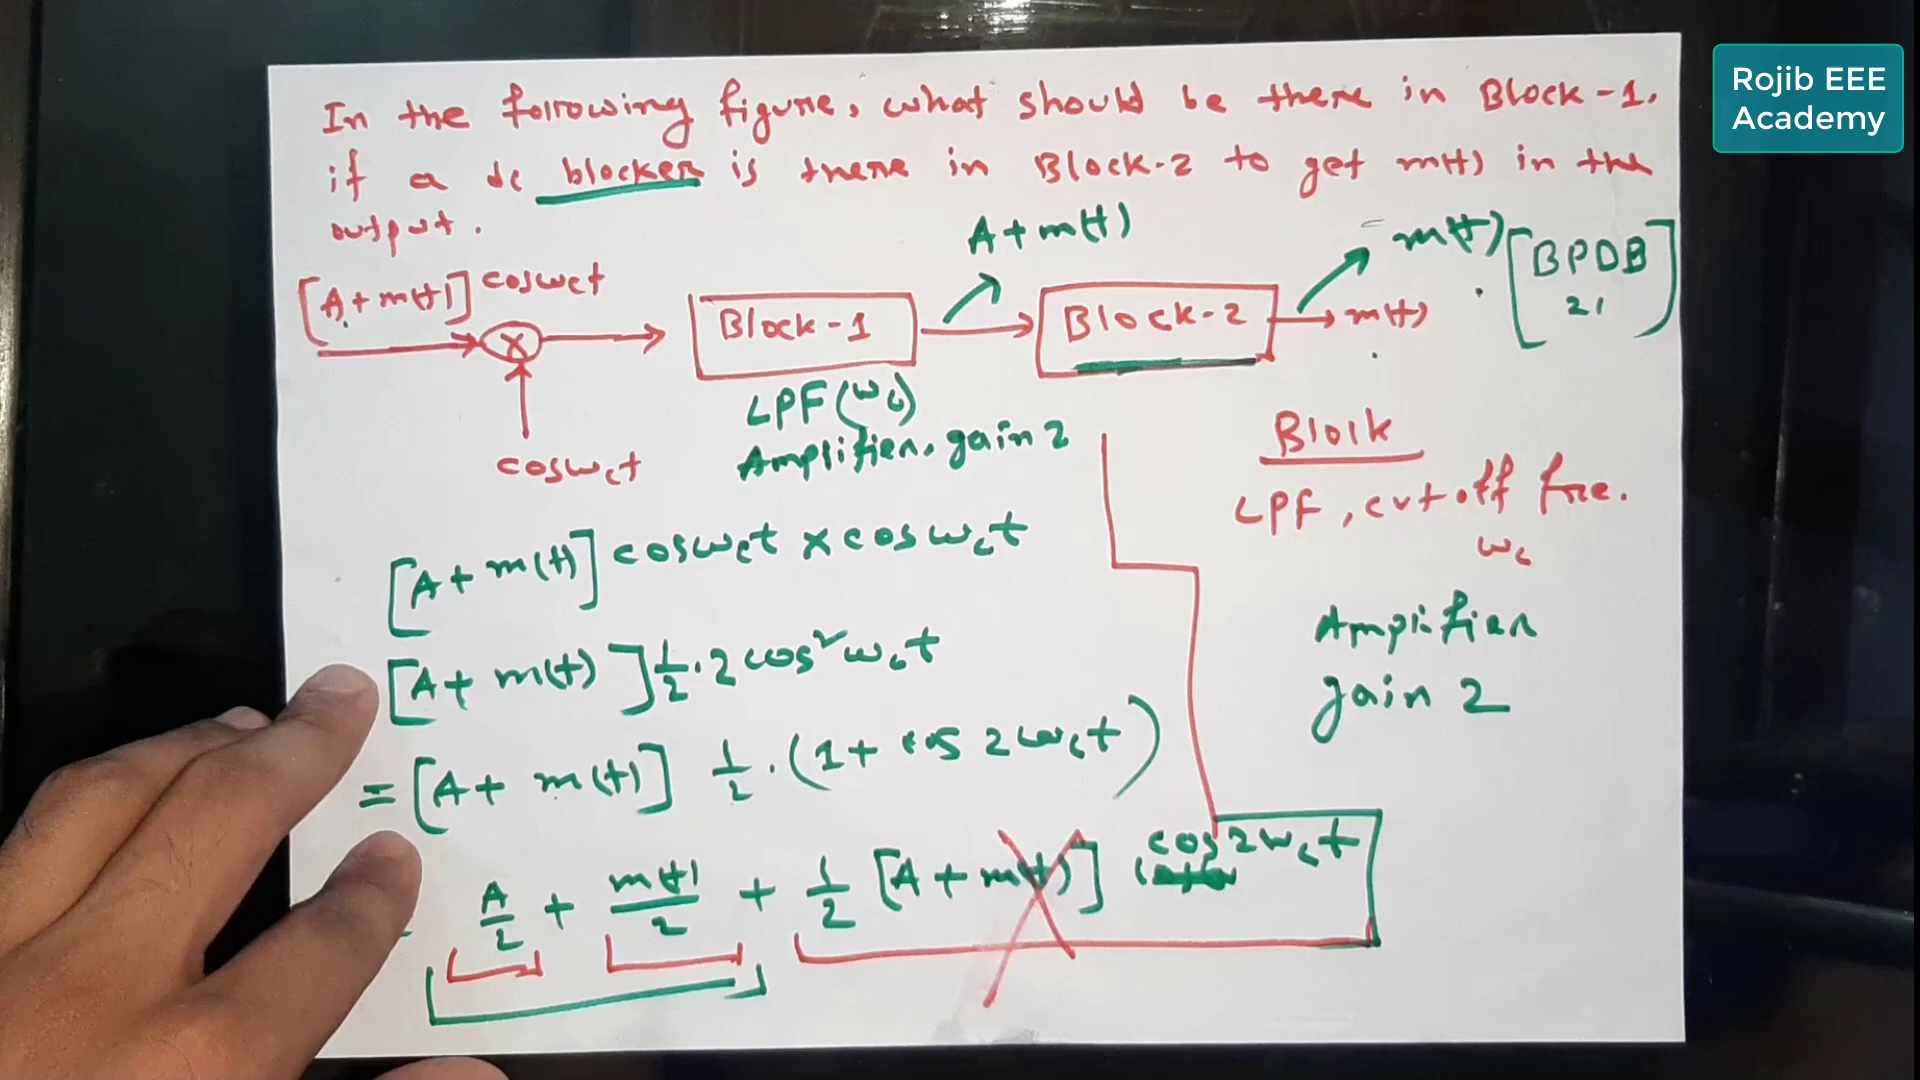 Rojib EEE
Academy
In the following figure, what should be there in Block-1.
if a dc blocker is there in Block-2 to get m(t) in the
output.
A+m(t)
m(t)
[BPDB
21]
[A+m(t)] cosωct
×
Block-1
Block-2
m(t)
cosωct
LPF(ωc)
Amplifier, gain 2
Block
LPF, cut off fre.
ωc
Amplifier
gain 2
[A+m(t)] cosωct × cosωct
[A+ m(t)] 1/2 . 2 cos²ωct
= [A+ m(t)] 1/2 . (1+ cos 2ωct)
A/2 + m(t)/2 + 1/2 [A+m(t)] cos2ωct